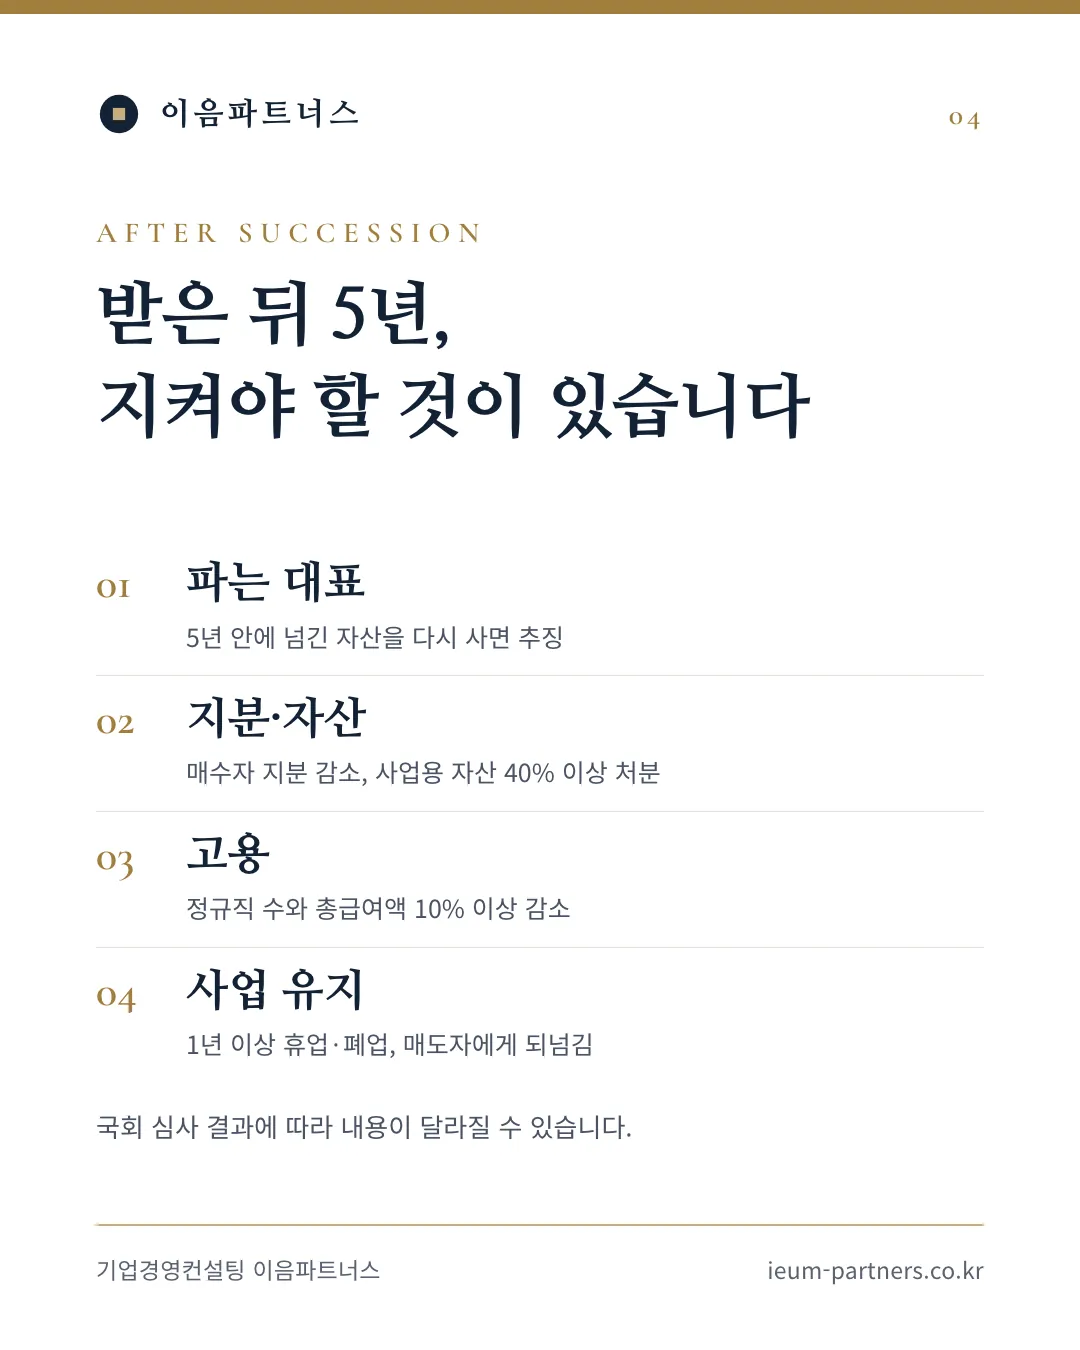 이음파트너스
04
AFTER SUCCESSION
받은 뒤 5년,
지켜야 할 것이 있습니다
01 파는 대표
5년 안에 넘긴 자산을 다시 사면 추징
02 지분·자산
매수자 지분 감소, 사업용 자산 40% 이상 처분
03 고용
정규직 수와 총급여액 10% 이상 감소
04 사업 유지
1년 이상 휴업·폐업, 매도자에게 되넘김
국회 심사 결과에 따라 내용이 달라질 수 있습니다.
기업경영컨설팅 이음파트너스
ieum-partners.co.kr